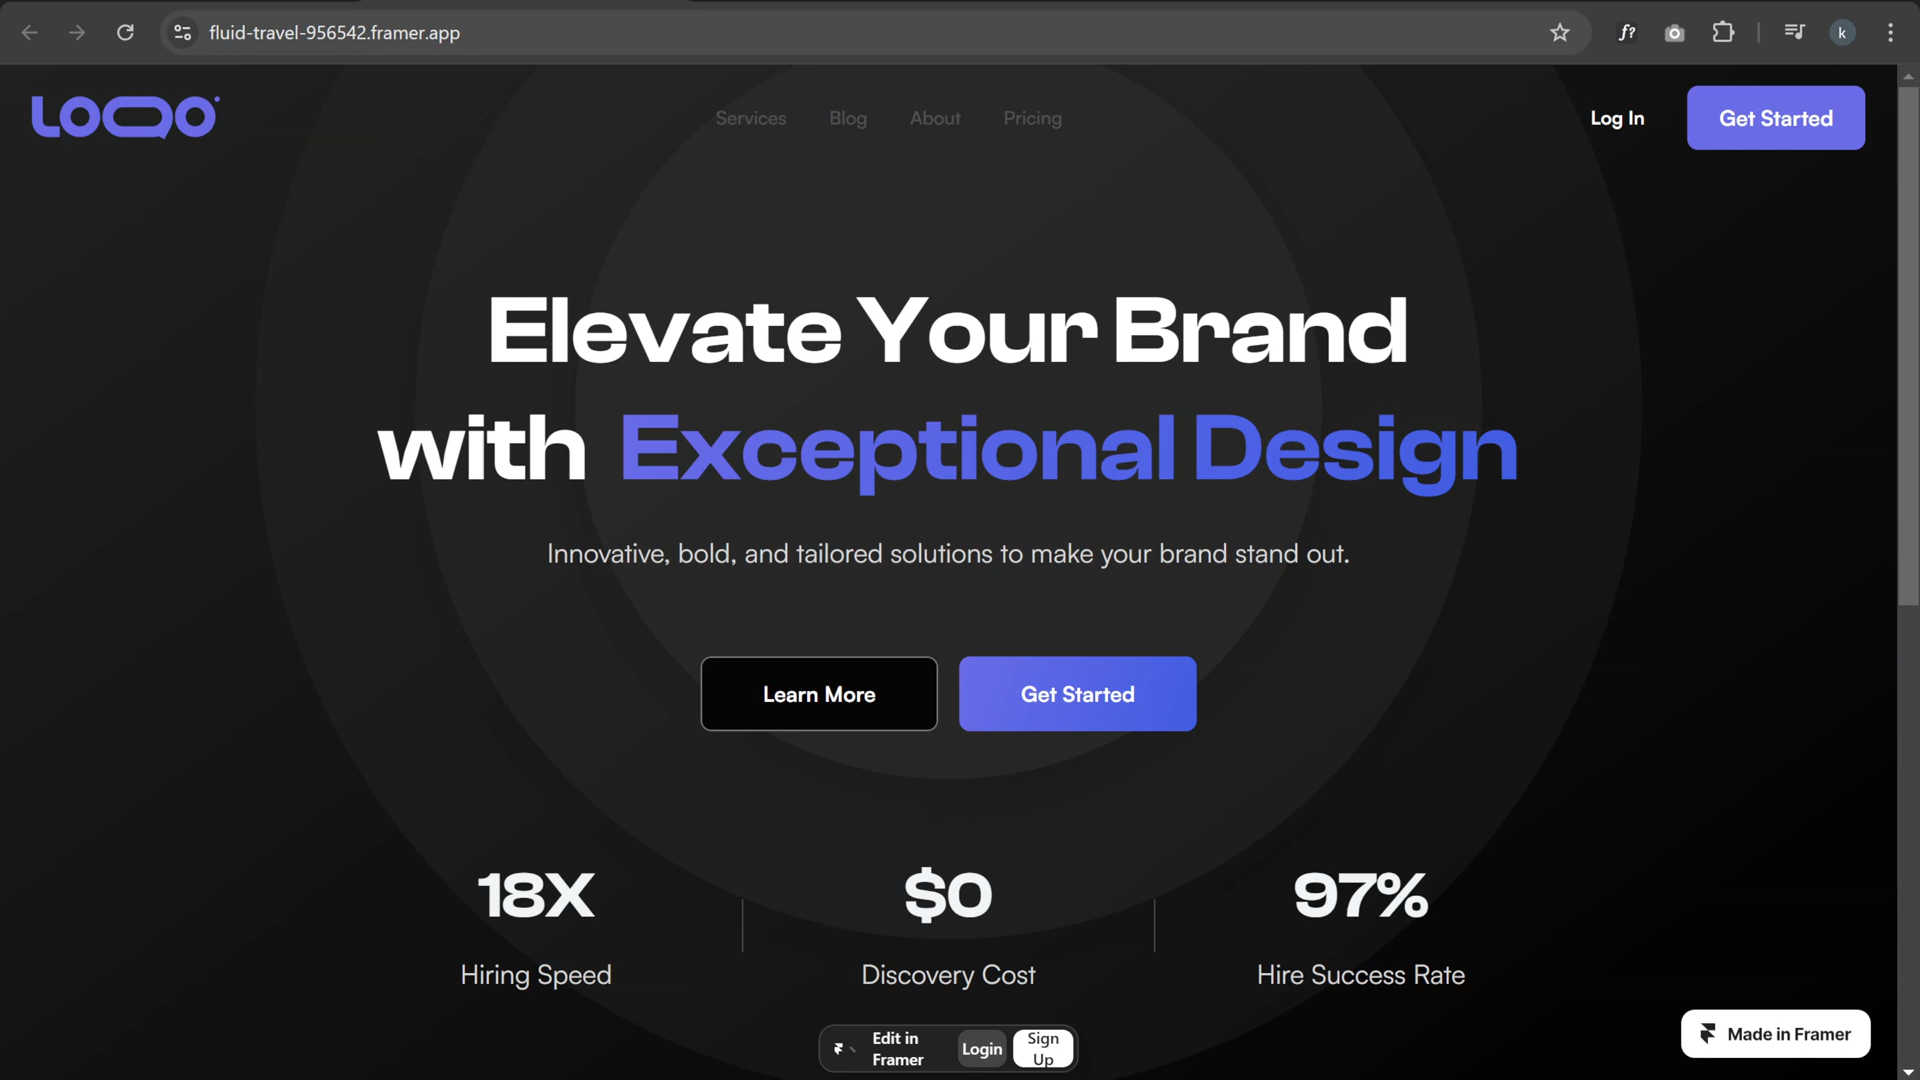 fluid-travel-956542.framer.app
f?
k
LOQO
Services Blog About Pricing
Log In
Get Started
Elevate Your Brand
with Exceptional Design
Innovative, bold, and tailored solutions to make your brand stand out.
Learn More
Get Started
18X
Hiring Speed
$0
Discovery Cost
97%
Hire Success Rate
Edit in
Framer
Login
Sign
Up
Made in Framer